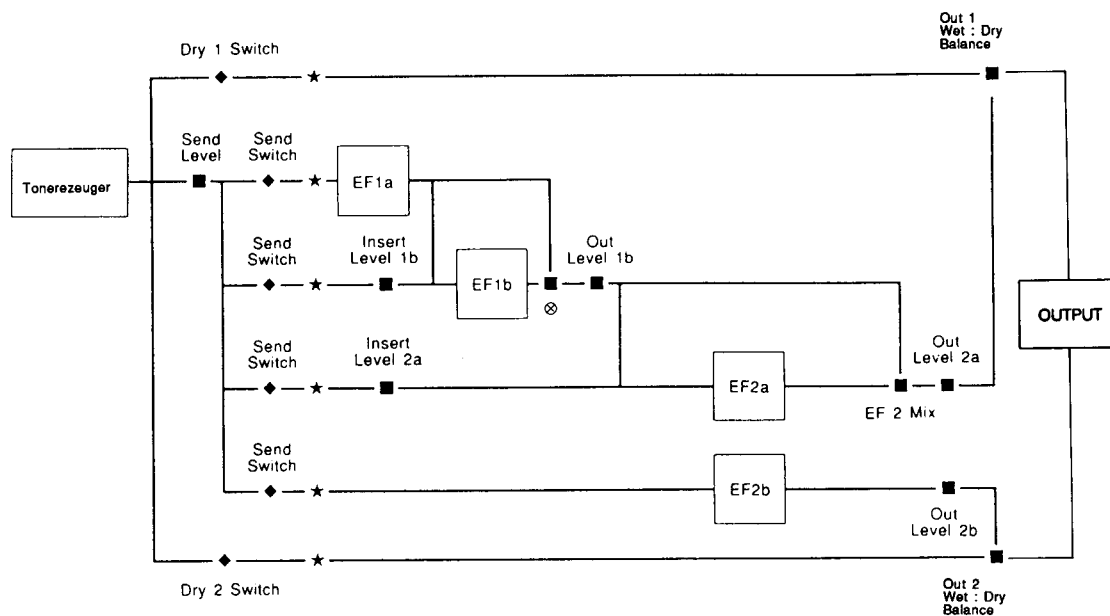 Out 1
Wet : Dry
Balance
Dry 1 Switch
Send
Level
Send
Switch
Tonerezeuger
EF1a
Send
Switch
Insert
Level 1b
EF1b
Out
Level 1b
OUTPUT
Send
Switch
Insert
Level 2a
EF2a
Out
Level 2a
EF 2 Mix
Send
Switch
EF2b
Out
Level 2b
Dry 2 Switch
Out 2
Wet : Dry
Balance